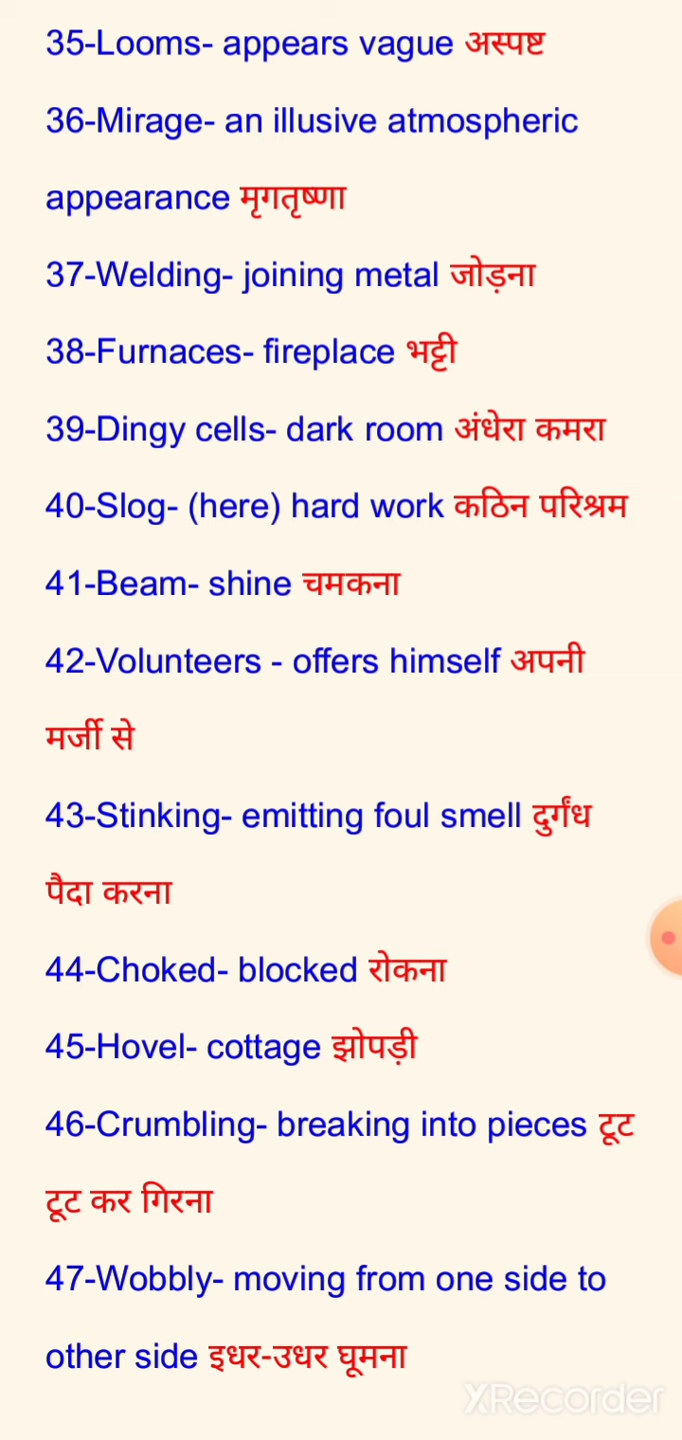 35-Looms- appears vague अस्पष्ट
36-Mirage- an illusive atmospheric
appearance मृगतृष्णा
37-Welding- joining metal जोड़ना
38-Furnaces- fireplace भट्टी
39-Dingy cells- dark room अंधेरा कमरा
40-Slog- (here) hard work कठिन परिश्रम
41-Beam- shine चमकना
42-Volunteers - offers himself अपनी
मर्जी से
43-Stinking- emitting foul smell दुर्गंध
पैदा करना
44-Choked- blocked रोकना
45-Hovel- cottage झोपड़ी
46-Crumbling- breaking into pieces टूट
टूट कर गिरना
47-Wobbly- moving from one side to
other side इधर-उधर घूमना
XRecorder